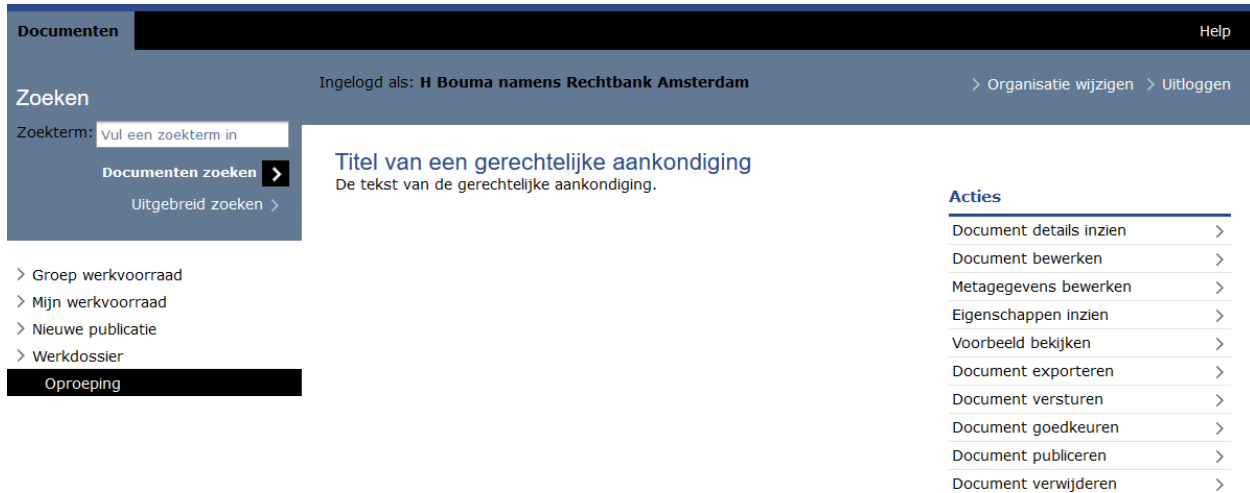 Documenten
Help
Zoeken
Zoekterm: Vul een zoekterm in
Documenten zoeken
Uitgebreid zoeken
Ingelogd als: H Bouma namens Rechtbank Amsterdam
Organisatie wijzigen Uitloggen
Groep werkvoorraad
Mijn werkvoorraad
Nieuwe publicatie
Werkdossier
Oproeping
Titel van een gerechtelijke aankondiging
De tekst van de gerechtelijke aankondiging.
Acties
Document details inzien
Document bewerken
Metagegevens bewerken
Eigenschappen inzien
Voorbeeld bekijken
Document exporteren
Document versturen
Document goedkeuren
Document publiceren
Document verwijderen